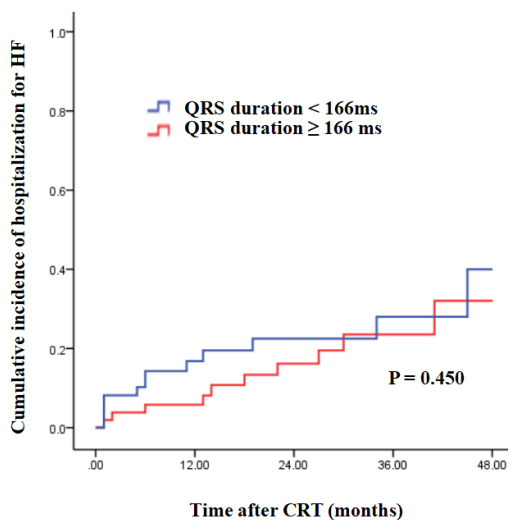 Cumulative incidence of hospitalization for HF
1.0
0.8
0.6
0.4
0.2
0.0
QRS duration < 166ms
QRS duration ≥ 166 ms
P = 0.450
.00 12.00 24.00 36.00 48.00
Time after CRT (months)